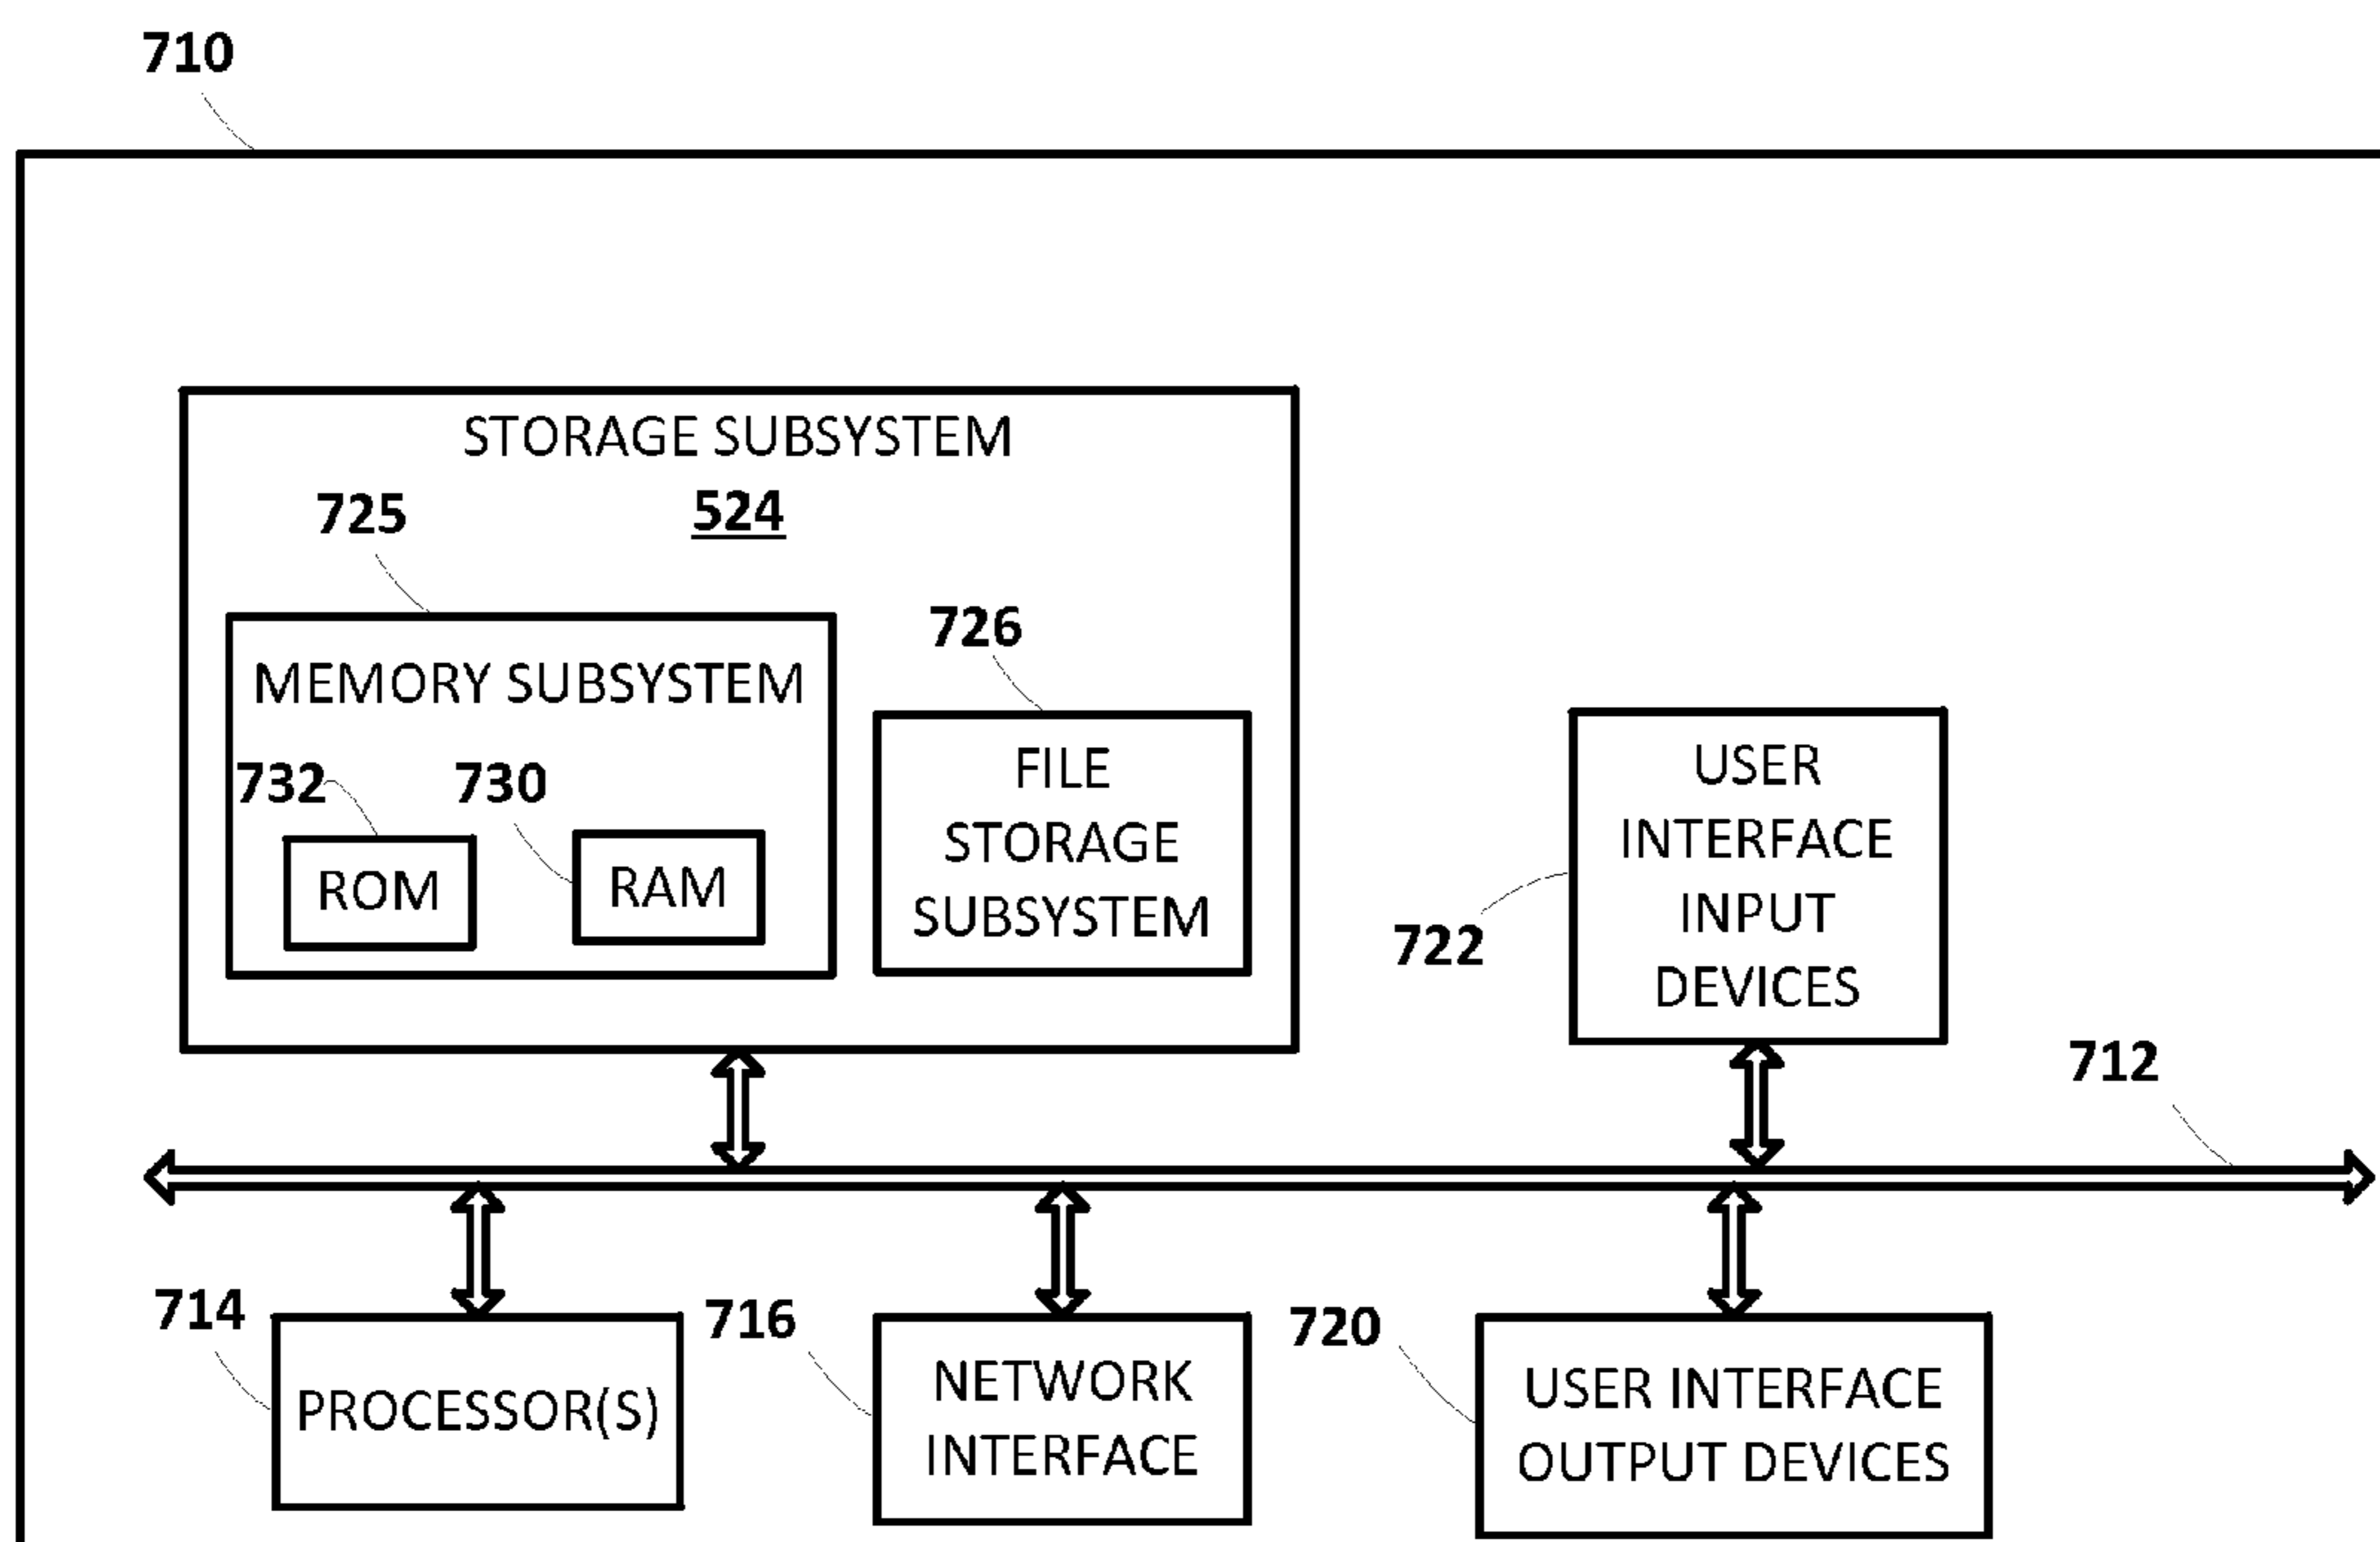 710
STORAGE SUBSYSTEM
524
725
MEMORY SUBSYSTEM
732
730
ROM
RAM
726
FILE
STORAGE
SUBSYSTEM
USER
INTERFACE
INPUT
DEVICES
722
712
714
PROCESSOR(S)
716
NETWORK
INTERFACE
720
USER INTERFACE
OUTPUT DEVICES